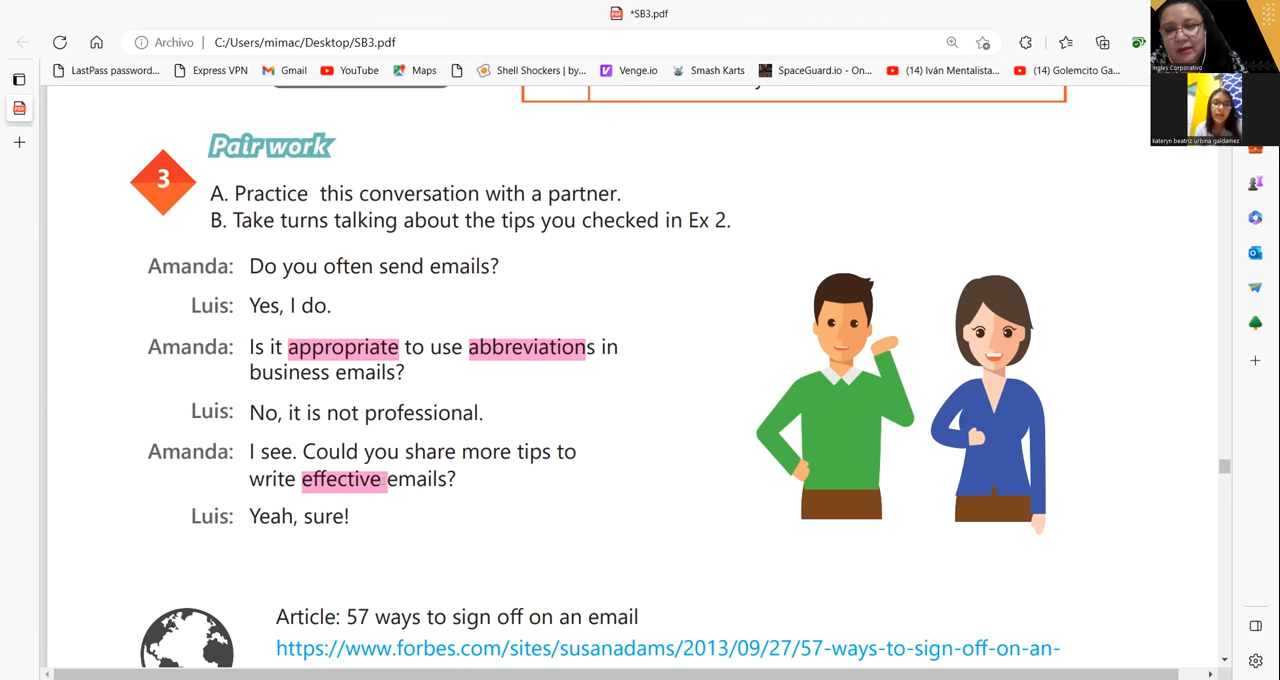 *SB3.pdf
Archivo | C:/Users/mimac/Desktop/SB3.pdf
LastPass password... Express VPN Gmail YouTube Maps Shell Shockers | by... Venge.io Smash Karts SpaceGuard.io - On... (14) Iván Mentalista... (14) Golemcito Ga...
Ingles Corporativo
kateryn beatriz urbina galdamez
Pair work
3
A. Practice this conversation with a partner.
B. Take turns talking about the tips you checked in Ex 2.
Amanda: Do you often send emails?
Luis: Yes, I do.
Amanda: Is it appropriate to use abbreviations in
business emails?
Luis: No, it is not professional.
Amanda: I see. Could you share more tips to
write effective emails?
Luis: Yeah, sure!
Article: 57 ways to sign off on an email
https://www.forbes.com/sites/susanadams/2013/09/27/57-ways-to-sign-off-on-an-